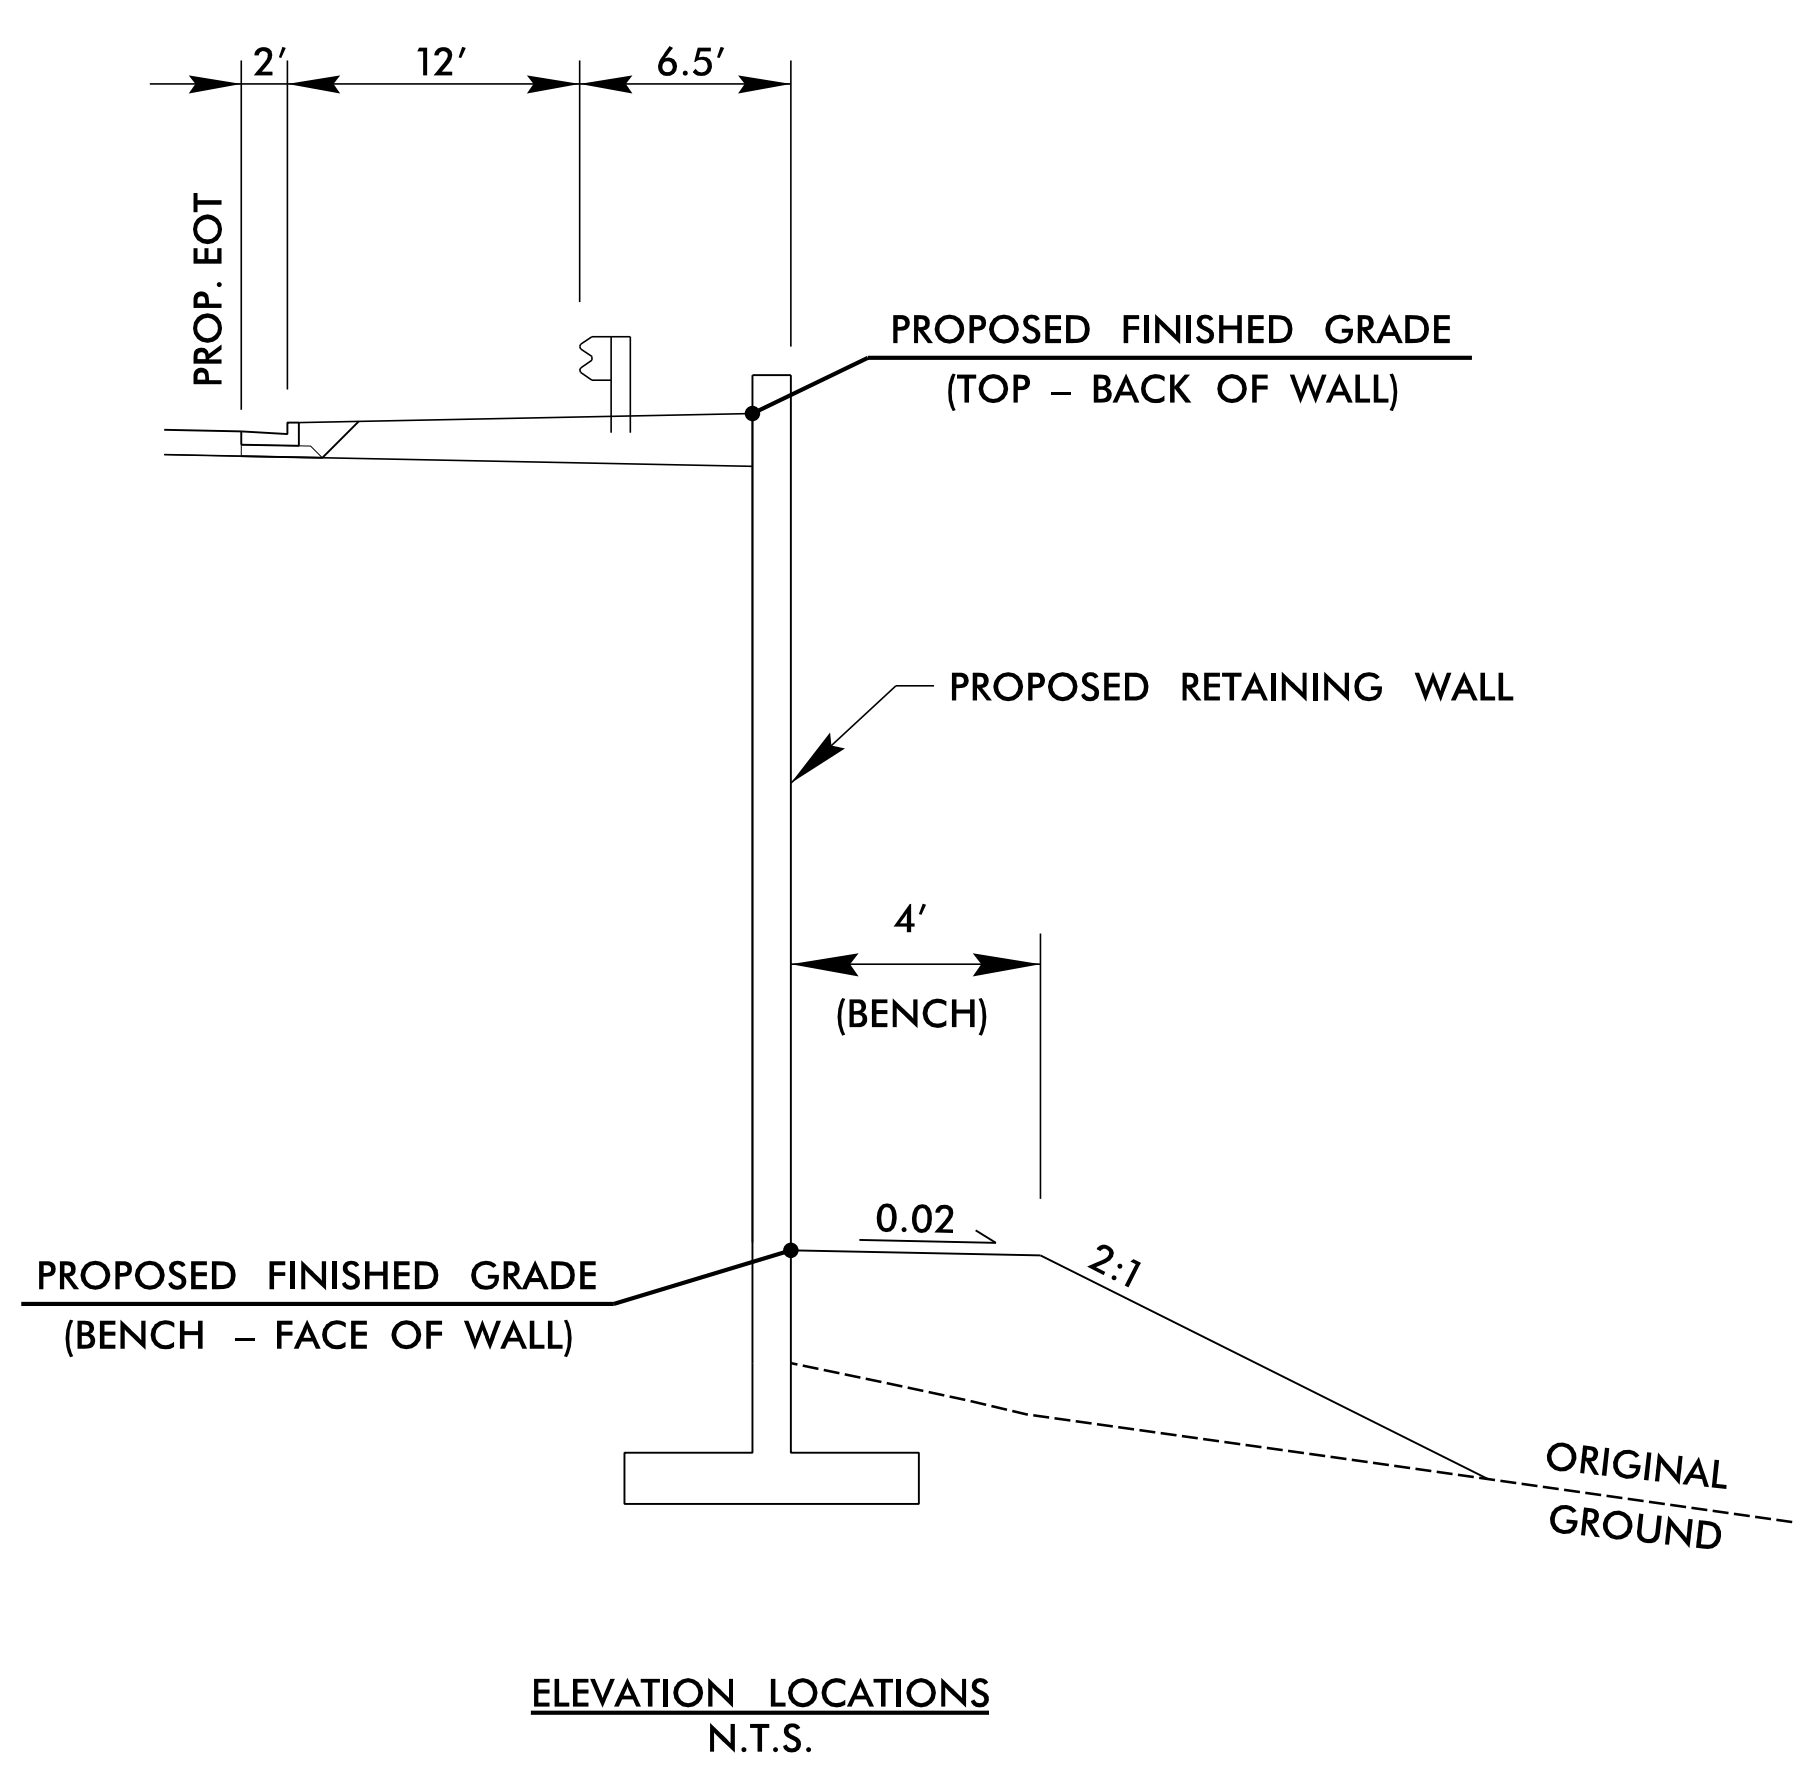 2' 12' 6.5'
PROP. EOT
PROPOSED FINISHED GRADE
(TOP – BACK OF WALL)
PROPOSED RETAINING WALL
4'
(BENCH)
0.02
2:1
PROPOSED FINISHED GRADE
(BENCH – FACE OF WALL)
ORIGINAL
GROUND
ELEVATION LOCATIONS
N.T.S.